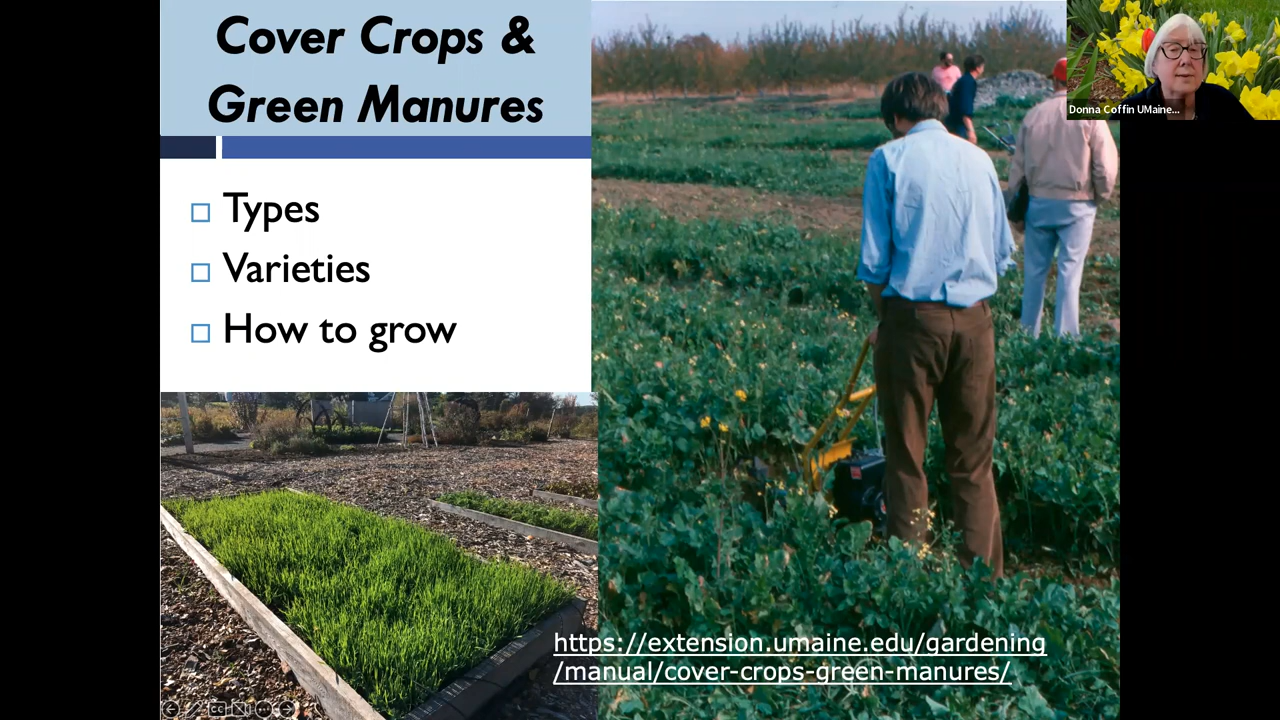 Cover Crops &
Green Manures
Types
Varieties
How to grow
https://extension.umaine.edu/gardening
/manual/cover-crops-green-manures/
Donna Coffin UMaine...